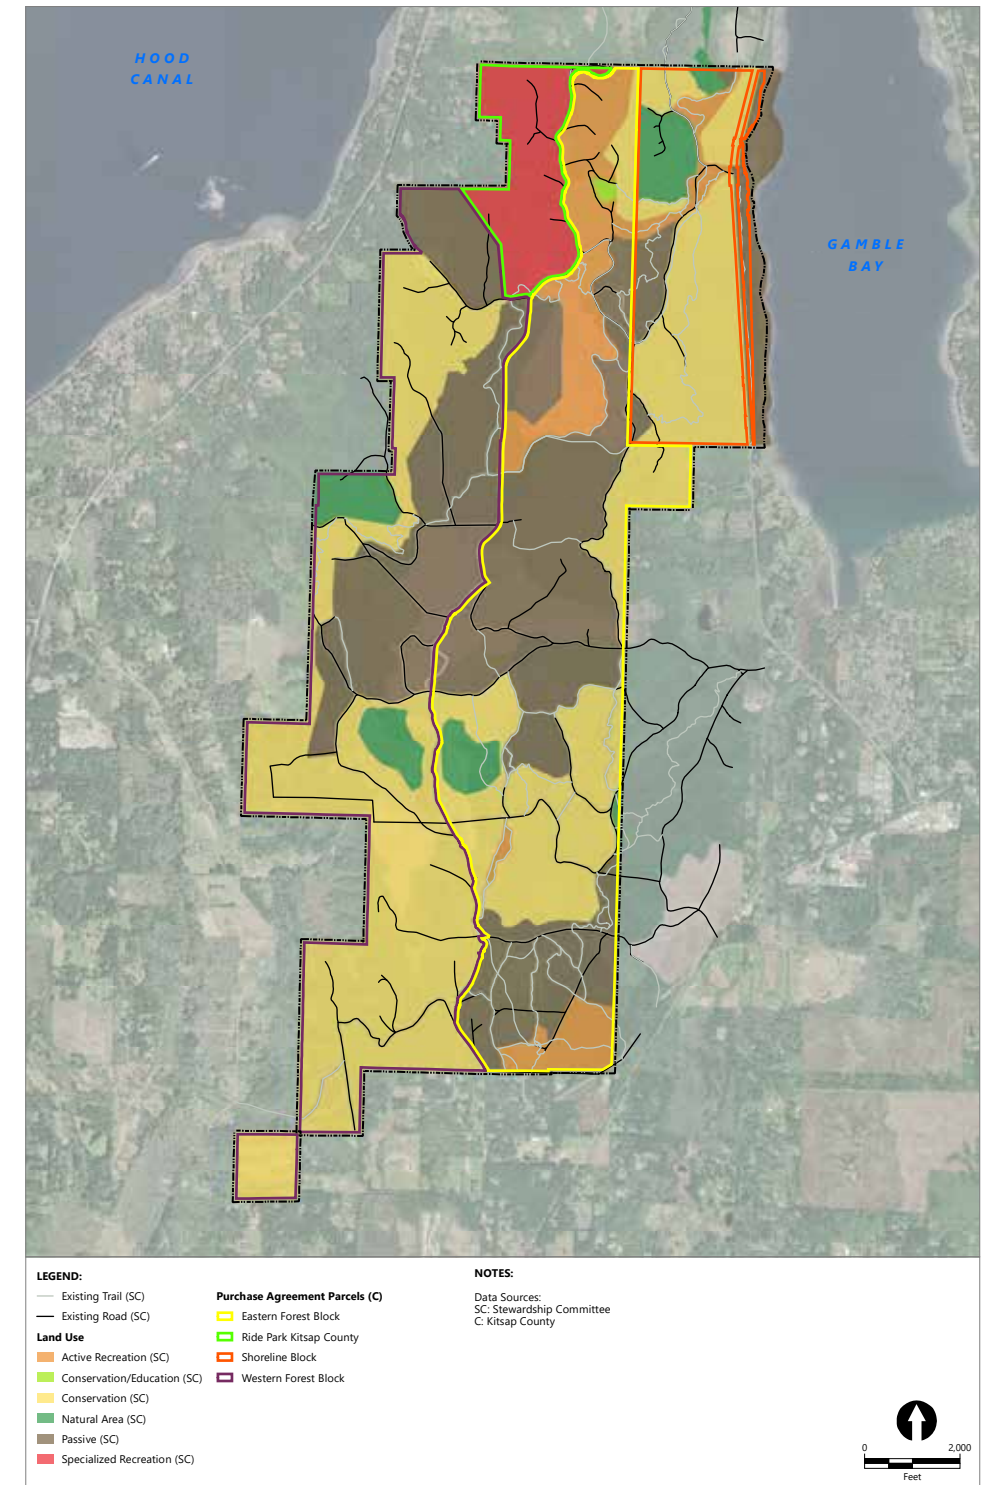 HOOD
CANAL
GAMBLE
BAY
LEGEND:
Existing Trail (SC)
Existing Road (SC)
Land Use
Active Recreation (SC)
Conservation/Education (SC)
Conservation (SC)
Natural Area (SC)
Passive (SC)
Specialized Recreation (SC)
Purchase Agreement Parcels (C)
Eastern Forest Block
Ride Park Kitsap County
Shoreline Block
Western Forest Block
NOTES:
Data Sources:
SC: Stewardship Committee
C: Kitsap County
0 2,000
Feet